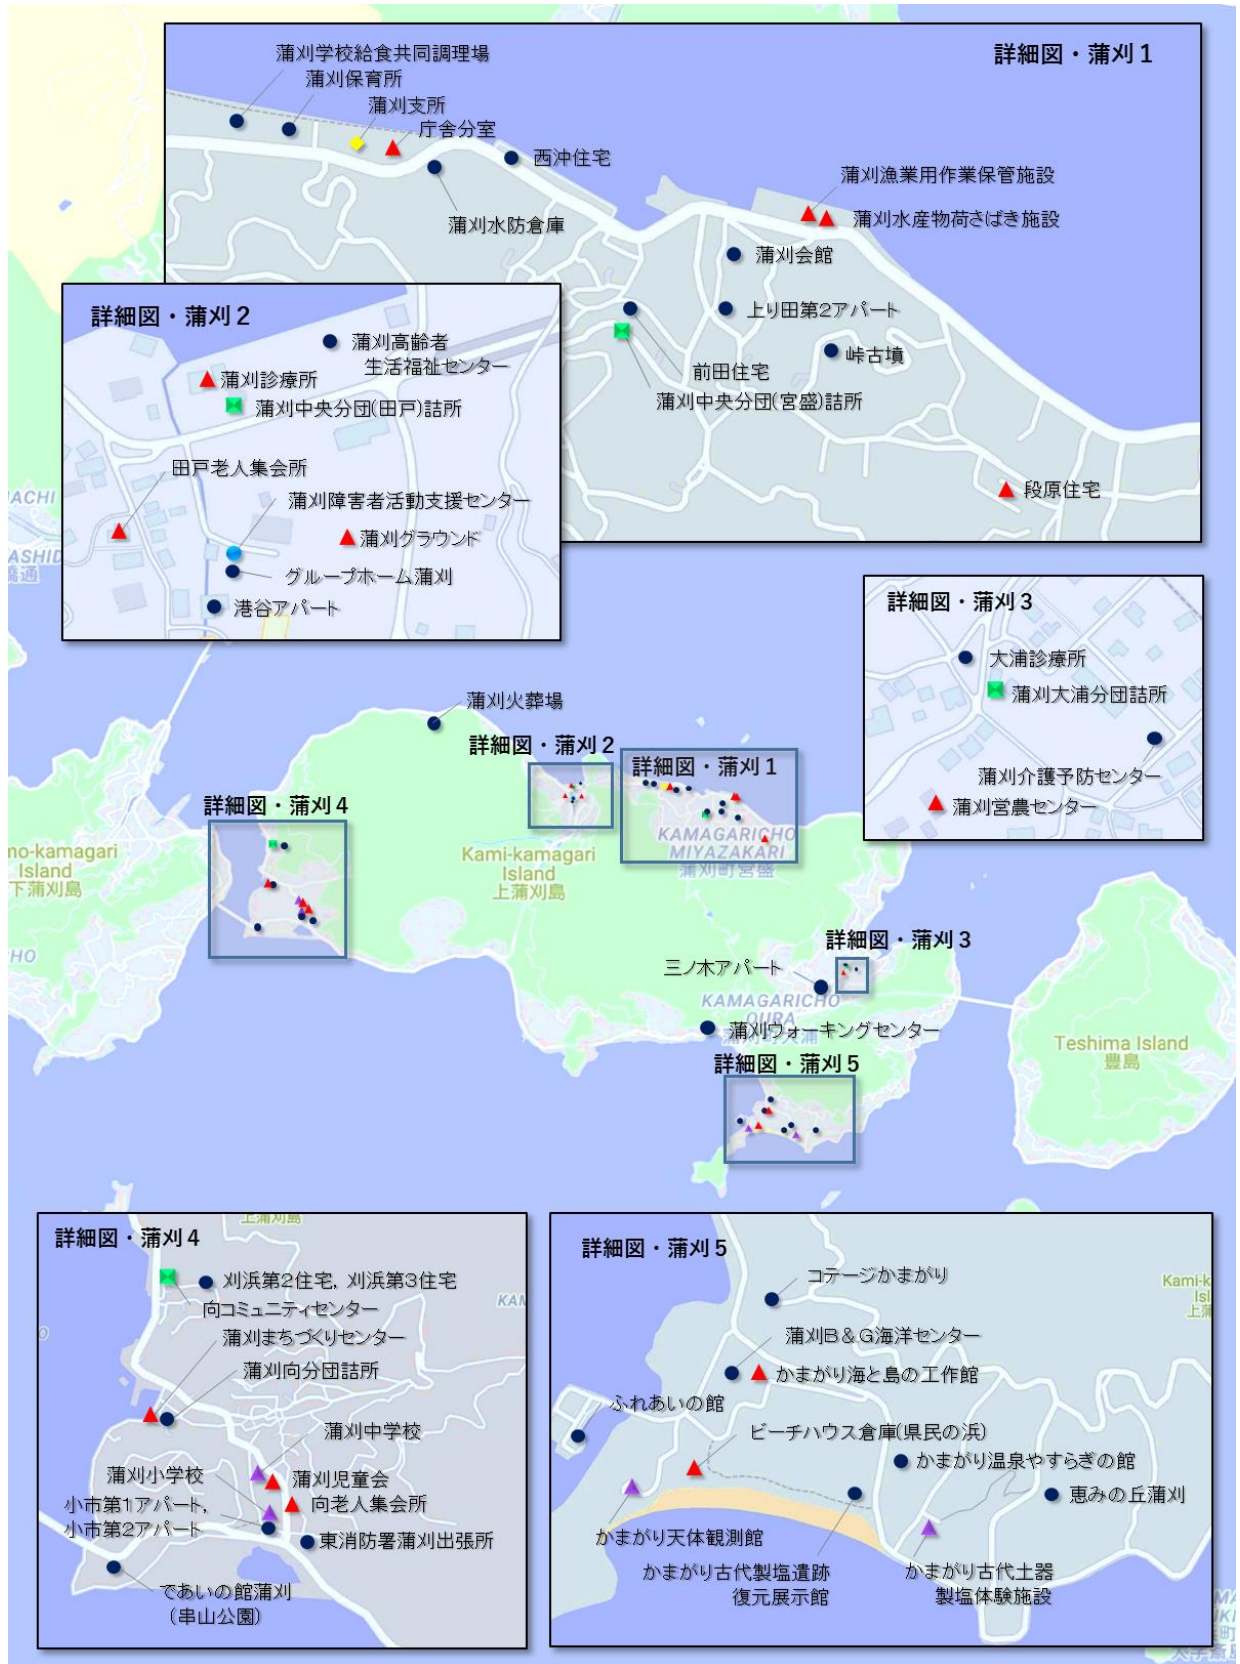 詳細図・蒲刈1
蒲刈学校給食共同調理場
蒲刈保育所
蒲刈支所
庁舎分室
西沖住宅
蒲刈水防倉庫
蒲刈漁業用作業保管施設
蒲刈水産物荷さばき施設
蒲刈会館
上り田第2アパート
峠古墳
前田住宅
蒲刈中央分団(宮盛)詰所
段原住宅
詳細図・蒲刈2
蒲刈高齢者
生活福祉センター
蒲刈診療所
蒲刈中央分団(田戸)詰所
田戸老人集会所
蒲刈障害者活動支援センター
蒲刈グラウンド
グループホーム蒲刈
港谷アパート
詳細図・蒲刈3
大浦診療所
蒲刈大浦分団詰所
蒲刈介護予防センター
蒲刈営農センター
蒲刈火葬場
詳細図・蒲刈2
詳細図・蒲刈1
詳細図・蒲刈4
KAMAGARICHO
MIYAZAKARI
蒲刈町宮盛
Kami-kamagari
Island
上蒲刈島
mo-kamagari
Island
下蒲刈島
詳細図・蒲刈3
三ノ木アパート
KAMAGARICHO
OURA
蒲刈ウォーキングセンター
詳細図・蒲刈5
Teshima Island
豊島
詳細図・蒲刈4
上蒲刈島
刈浜第2住宅, 刈浜第3住宅
向コミュニティセンター
蒲刈まちづくりセンター
蒲刈向分団詰所
蒲刈中学校
蒲刈小学校
蒲刈児童会
小市第1アパート,
小市第2アパート
向老人集会所
東消防署蒲刈出張所
であいの館蒲刈
(串山公園)
詳細図・蒲刈5
コテージかまがり
蒲刈B&G海洋センター
かまがり海と島の工作館
ふれあいの館
ビーチハウス倉庫(県民の浜)
かまがり温泉やすらぎの館
恵みの丘蒲刈
かまがり天体観測館
かまがり古代製塩遺跡
復元展示館
かまがり古代土器
製塩体験施設